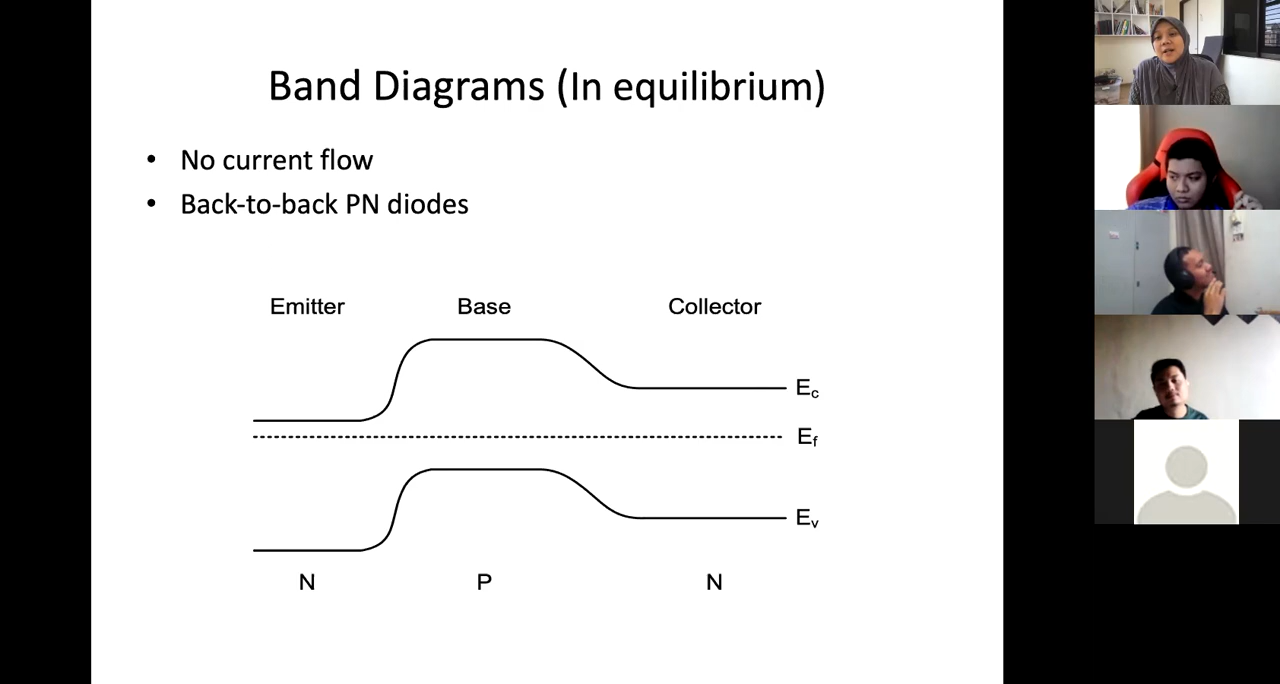 Band Diagrams (In equilibrium)
• No current flow
• Back-to-back PN diodes
Emitter Base Collector
Ec
Ef
Ev
N P N